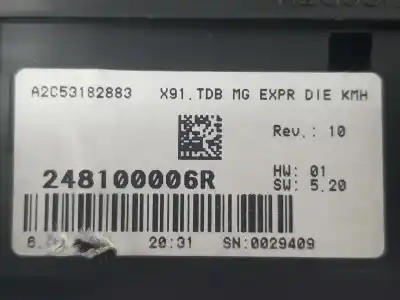 A2C53182883 X91.TDB MG EXPR DIE KMH
Rev.: 10
248100006R
HW: 01
SW: 5.20
20:31 SN:0029409